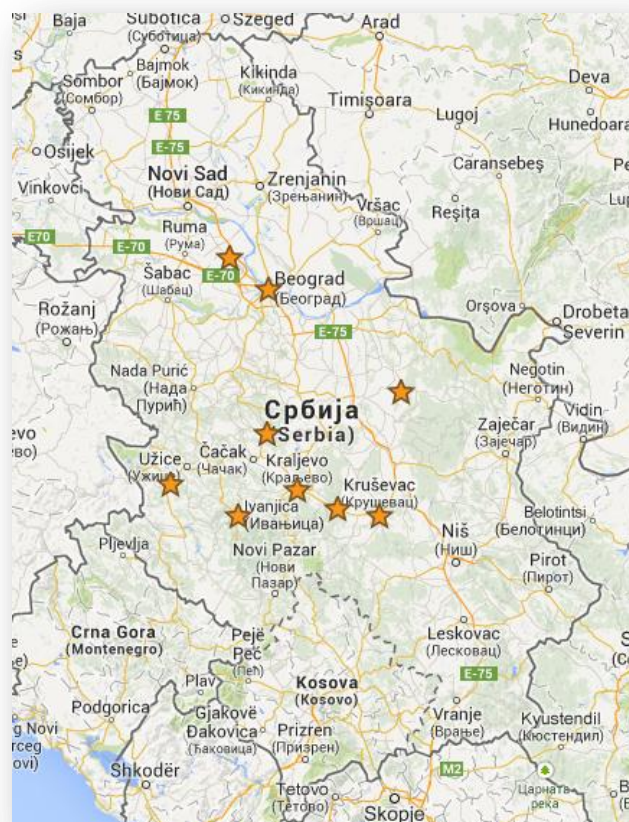 Baja
Subotica
(Суботица)
Szeged
Arad
Bajmok
(Бајмок)
Sombor
(Сомбор)
Kikinda
(Кикинда)
Deva
Hunedoara
E 75
E-75
Timișoara
Lugoj
Osijek
Caransebeș
Novi Sad
(Нови Сад)
Zrenjanin
(Зрењанин)
Vinkovci
Vršac
(Вршац)
Reșița
E70
E-70
Ruma
(Рума)
E-70
Šabac
(Шабац)
Beograd
(Београд)
Rožanj
(Рожањ)
Orșova
Drobeta
Severin
E-75
Nada Purić
(Нада
Пурић)
Negotin
(Неготин)
Србија
(Serbia)
Zaječar
(Зајечар)
Vidin
(Видин)
evo
Užice
Čačak
(Чачак)
Kraljevo
(Краљево)
Kruševac
(Крушевац)
Ivanjica
(Ивањица)
Belotintsi
(Белотинци)
Niš
(Ниш)
Pljevlja
Novi Pazar
(Нови
Пазар)
Pirot
(Пирот)
Crna Gora
(Montenegro)
Pejë
Peć
(Пећ)
Leskovac
(Лесковац)
E-75
Plav
Kosova
(Kosovo)
Podgorica
Gjakovë
Đakovica
(Ђаковица)
Vranje
(Врање)
g Novi
Kyustendil
(Кюстендил)
Prizren
(Призрен)
Shkodër
M2
Царната
река
Tetovo
(Тетово)
Skopje